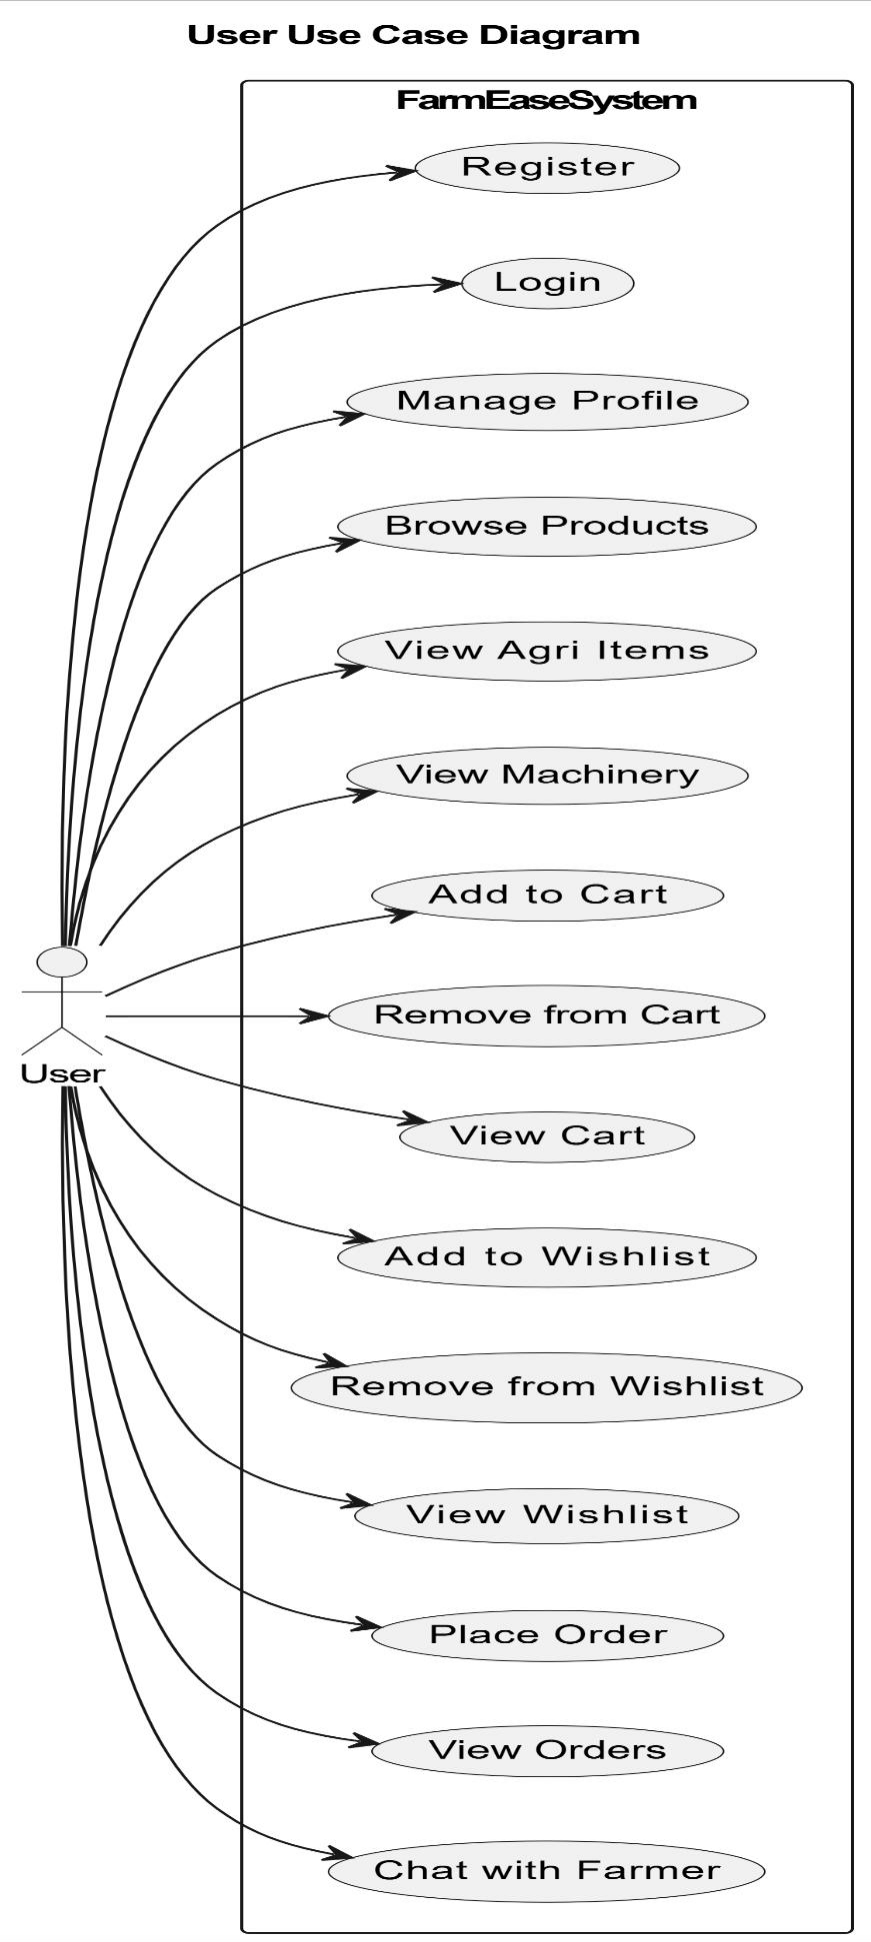 User Use Case Diagram
FarmEaseSystem
Register
Login
Manage Profile
Browse Products
View Agri Items
View Machinery
Add to Cart
Remove from Cart
User
View Cart
Add to Wishlist
Remove from Wishlist
View Wishlist
Place Order
View Orders
Chat with Farmer